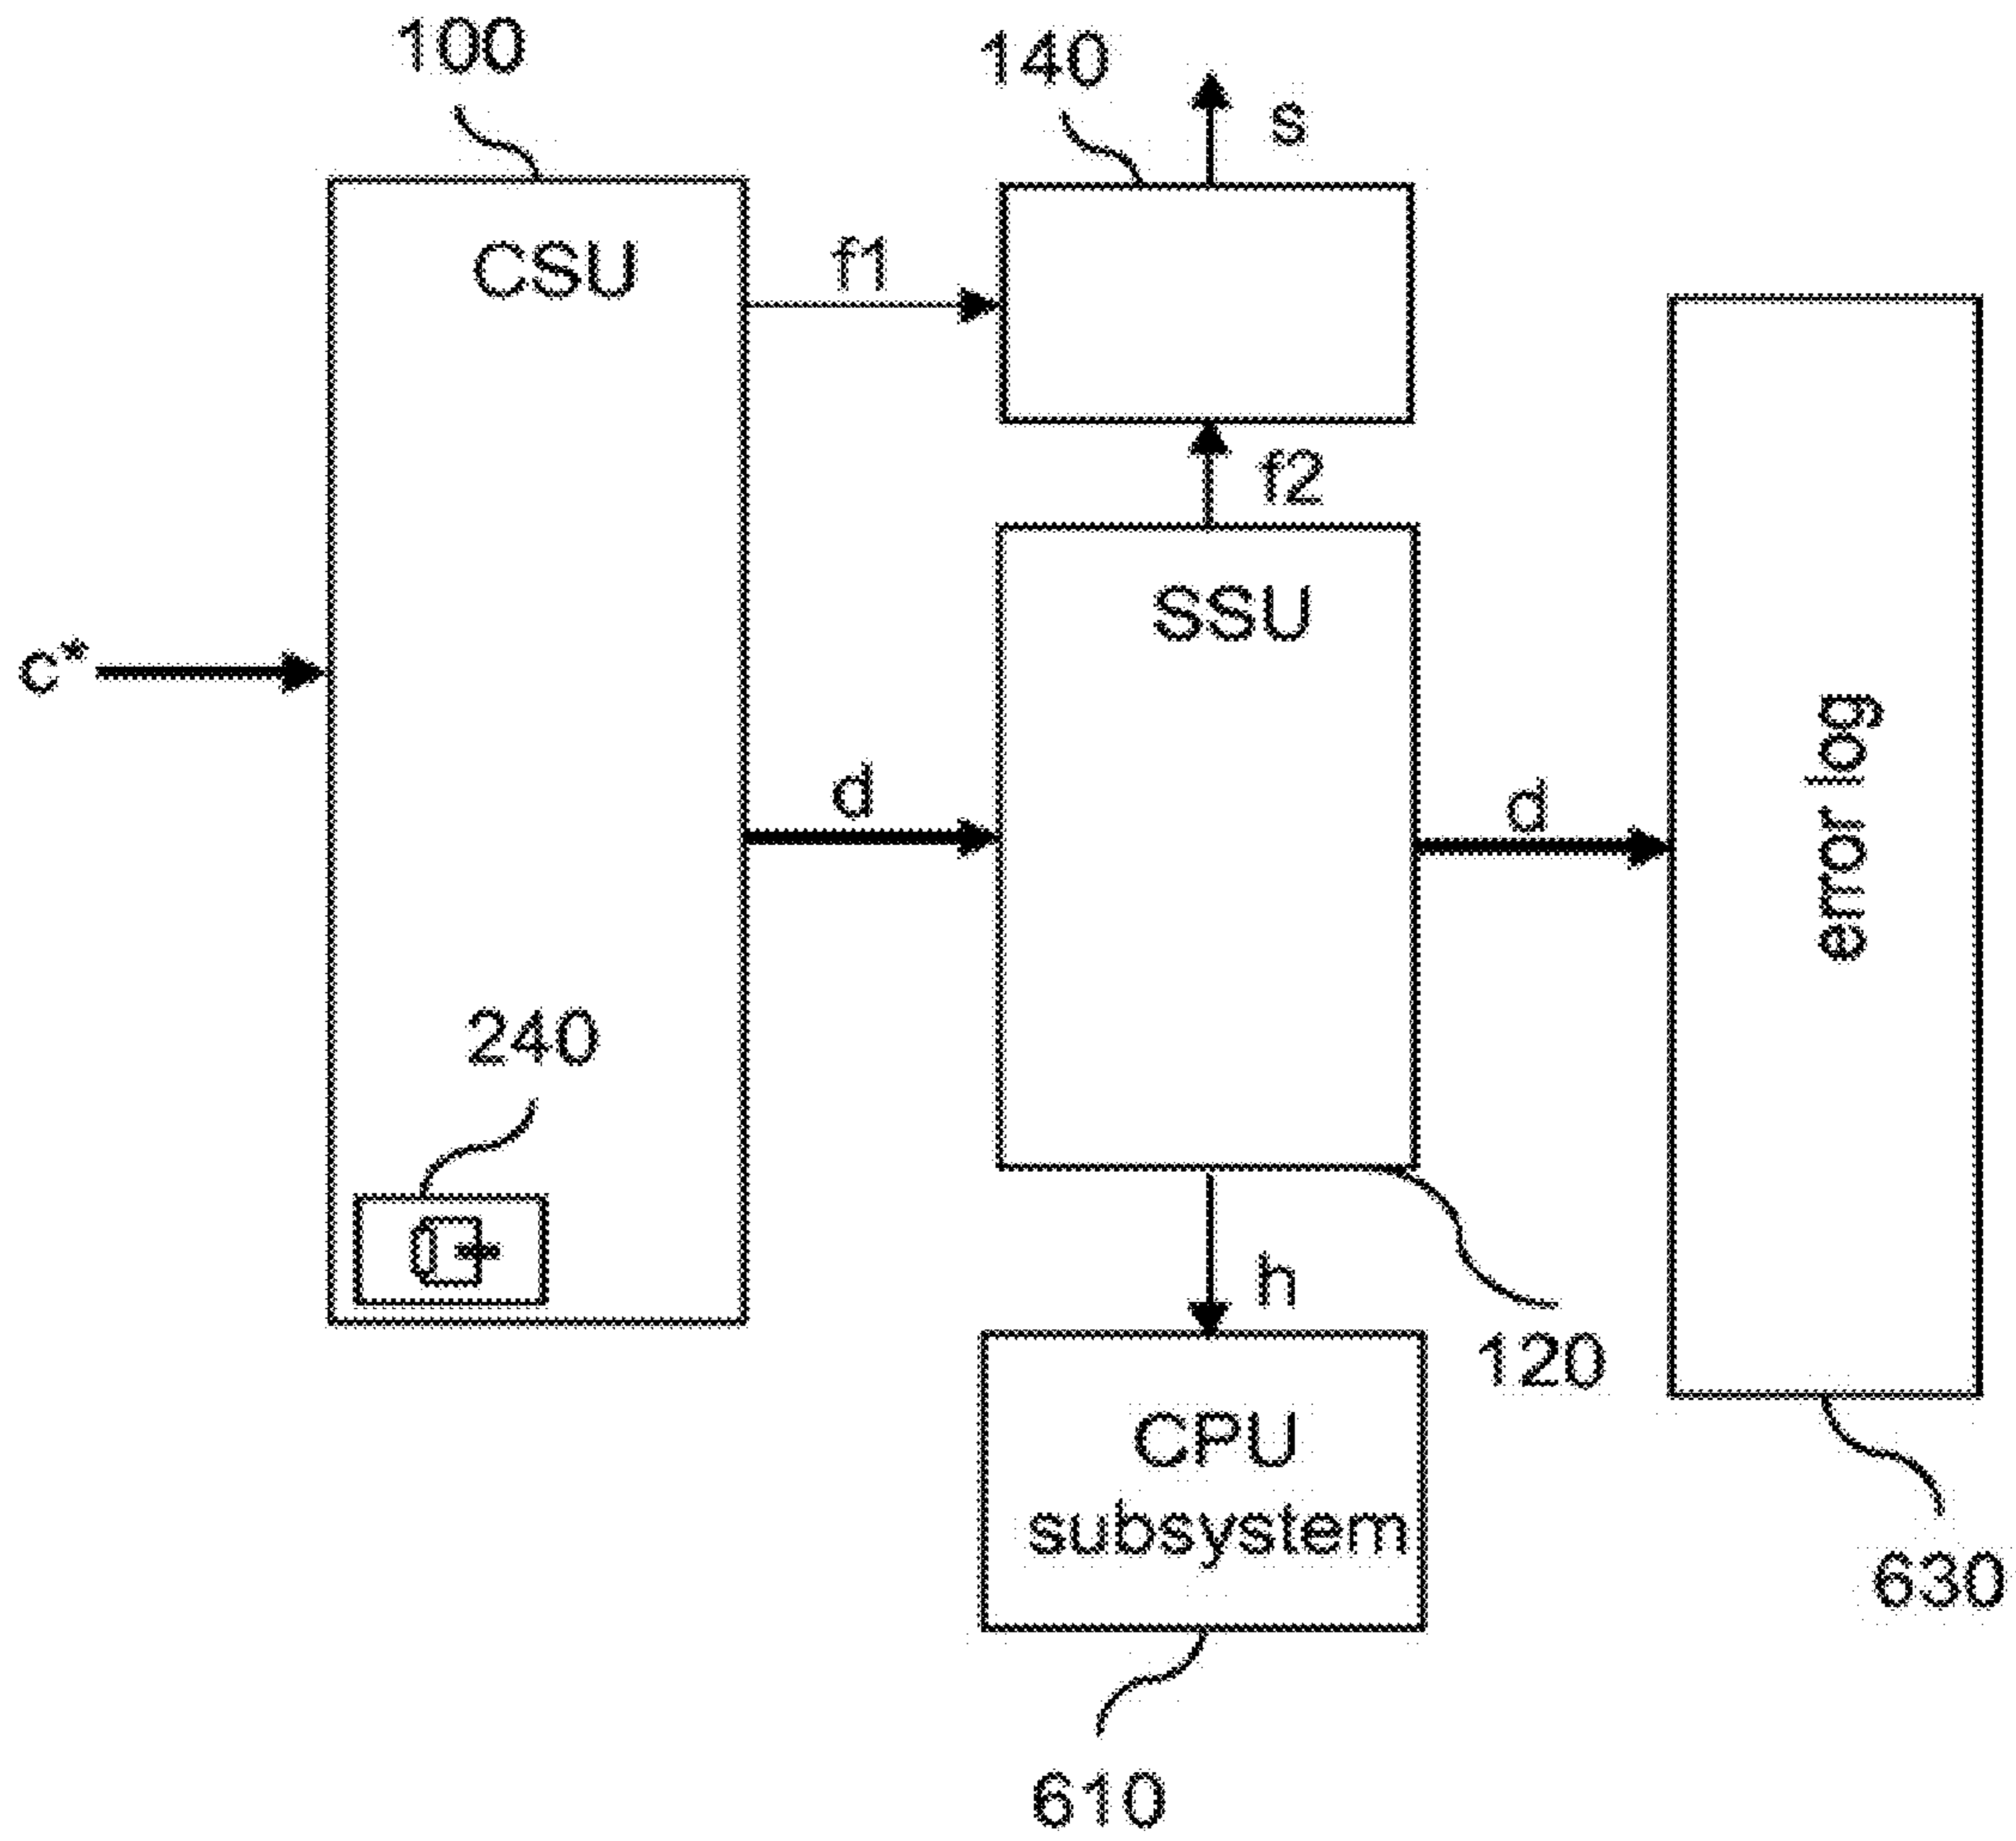 100
140
s
CSU
f1
f2
SSU
c*
d
d
error log
240
h
120
CPU
subsystem
630
610